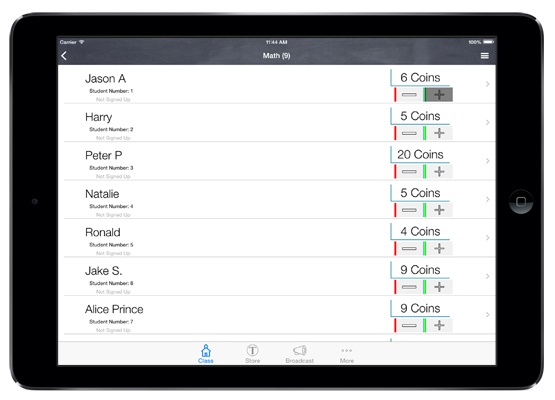 Carrier 11:44 AM 100%
Math (9)
Jason A 6 Coins
Student Number: 1
Not Signed Up
Harry 5 Coins
Student Number: 2
Not Signed Up
Peter P 20 Coins
Student Number: 3
Not Signed Up
Natalie 5 Coins
Student Number: 4
Not Signed Up
Ronald 4 Coins
Student Number: 5
Not Signed Up
Jake S. 9 Coins
Student Number: 6
Not Signed Up
Alice Prince 9 Coins
Student Number: 7
Not Signed Up
Class Store Broadcast More